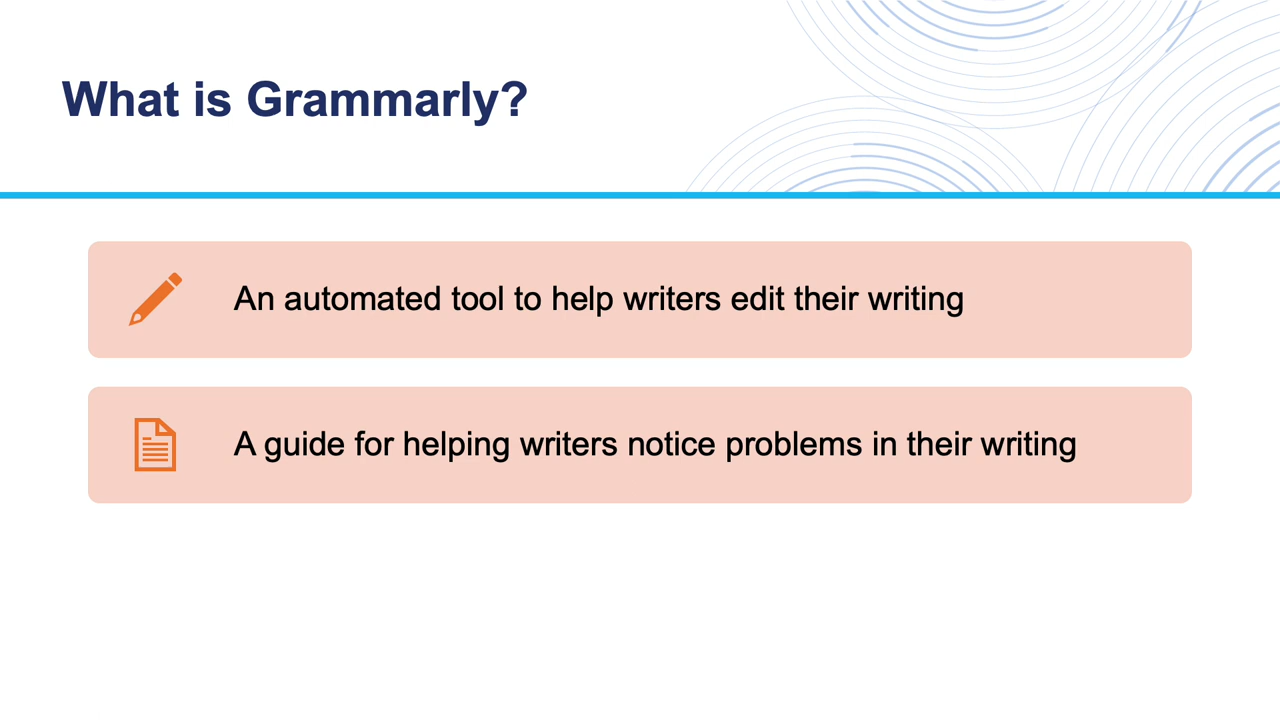 What is Grammarly?
An automated tool to help writers edit their writing
A guide for helping writers notice problems in their writing